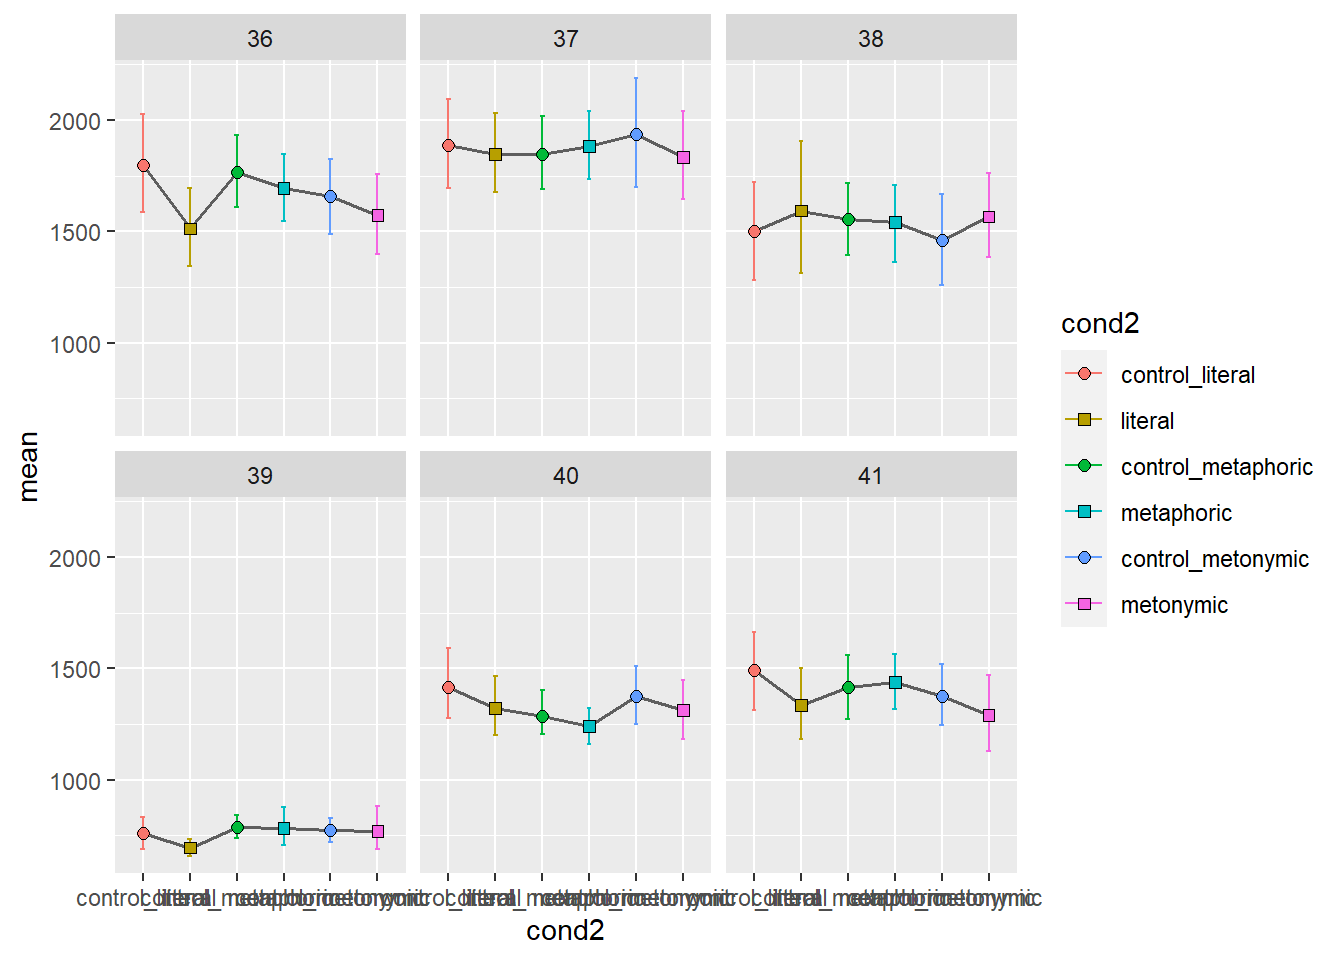 36
37
38
2000
1500
1000
mean
39
40
41
2000
1500
1000
cond2
cond2
control_literal
literal
control_metaphoric
metaphoric
control_metonymic
metonymic